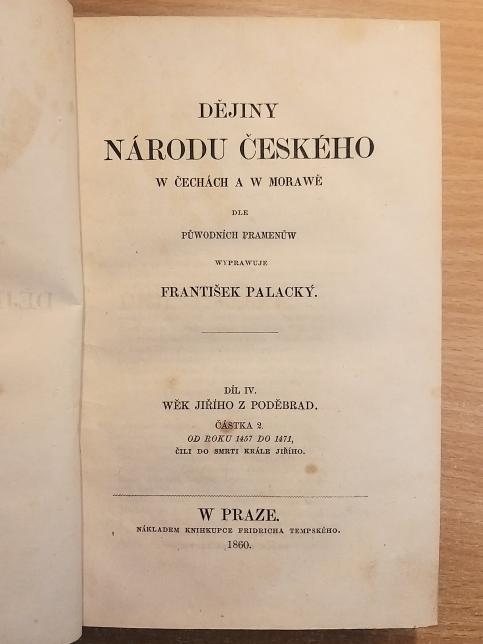 DĚJINY
NÁRODU ČESKÉHO
W ČECHÁCH A W MORAWĚ
DLE
PŮWODNÍCH PRAMENŮW
WYPRAWUJE
FRANTIŠEK PALACKÝ.
DÍL IV.
WĚK JIŘÍHO Z PODĚBRAD.
ČÁSTKA 2.
OD ROKU 1457 DO 1471,
ČILI DO SMRTI KRÁLE JIŘÍHO.
W PRAZE.
NÁKLADEM KNIHKUPCE FRIDRICHA TEMPSKÉHO.
1860.